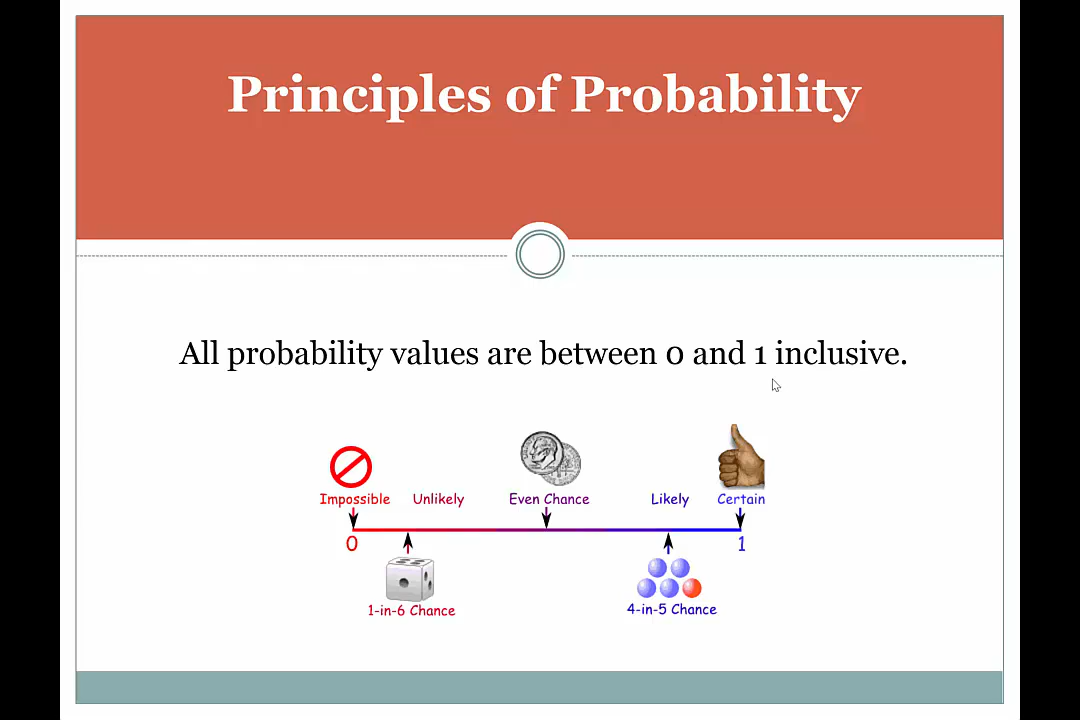 Principles of Probability
All probability values are between 0 and 1 inclusive.
Impossible Unlikely Even Chance Likely Certain
0 1
1-in-6 Chance 4-in-5 Chance